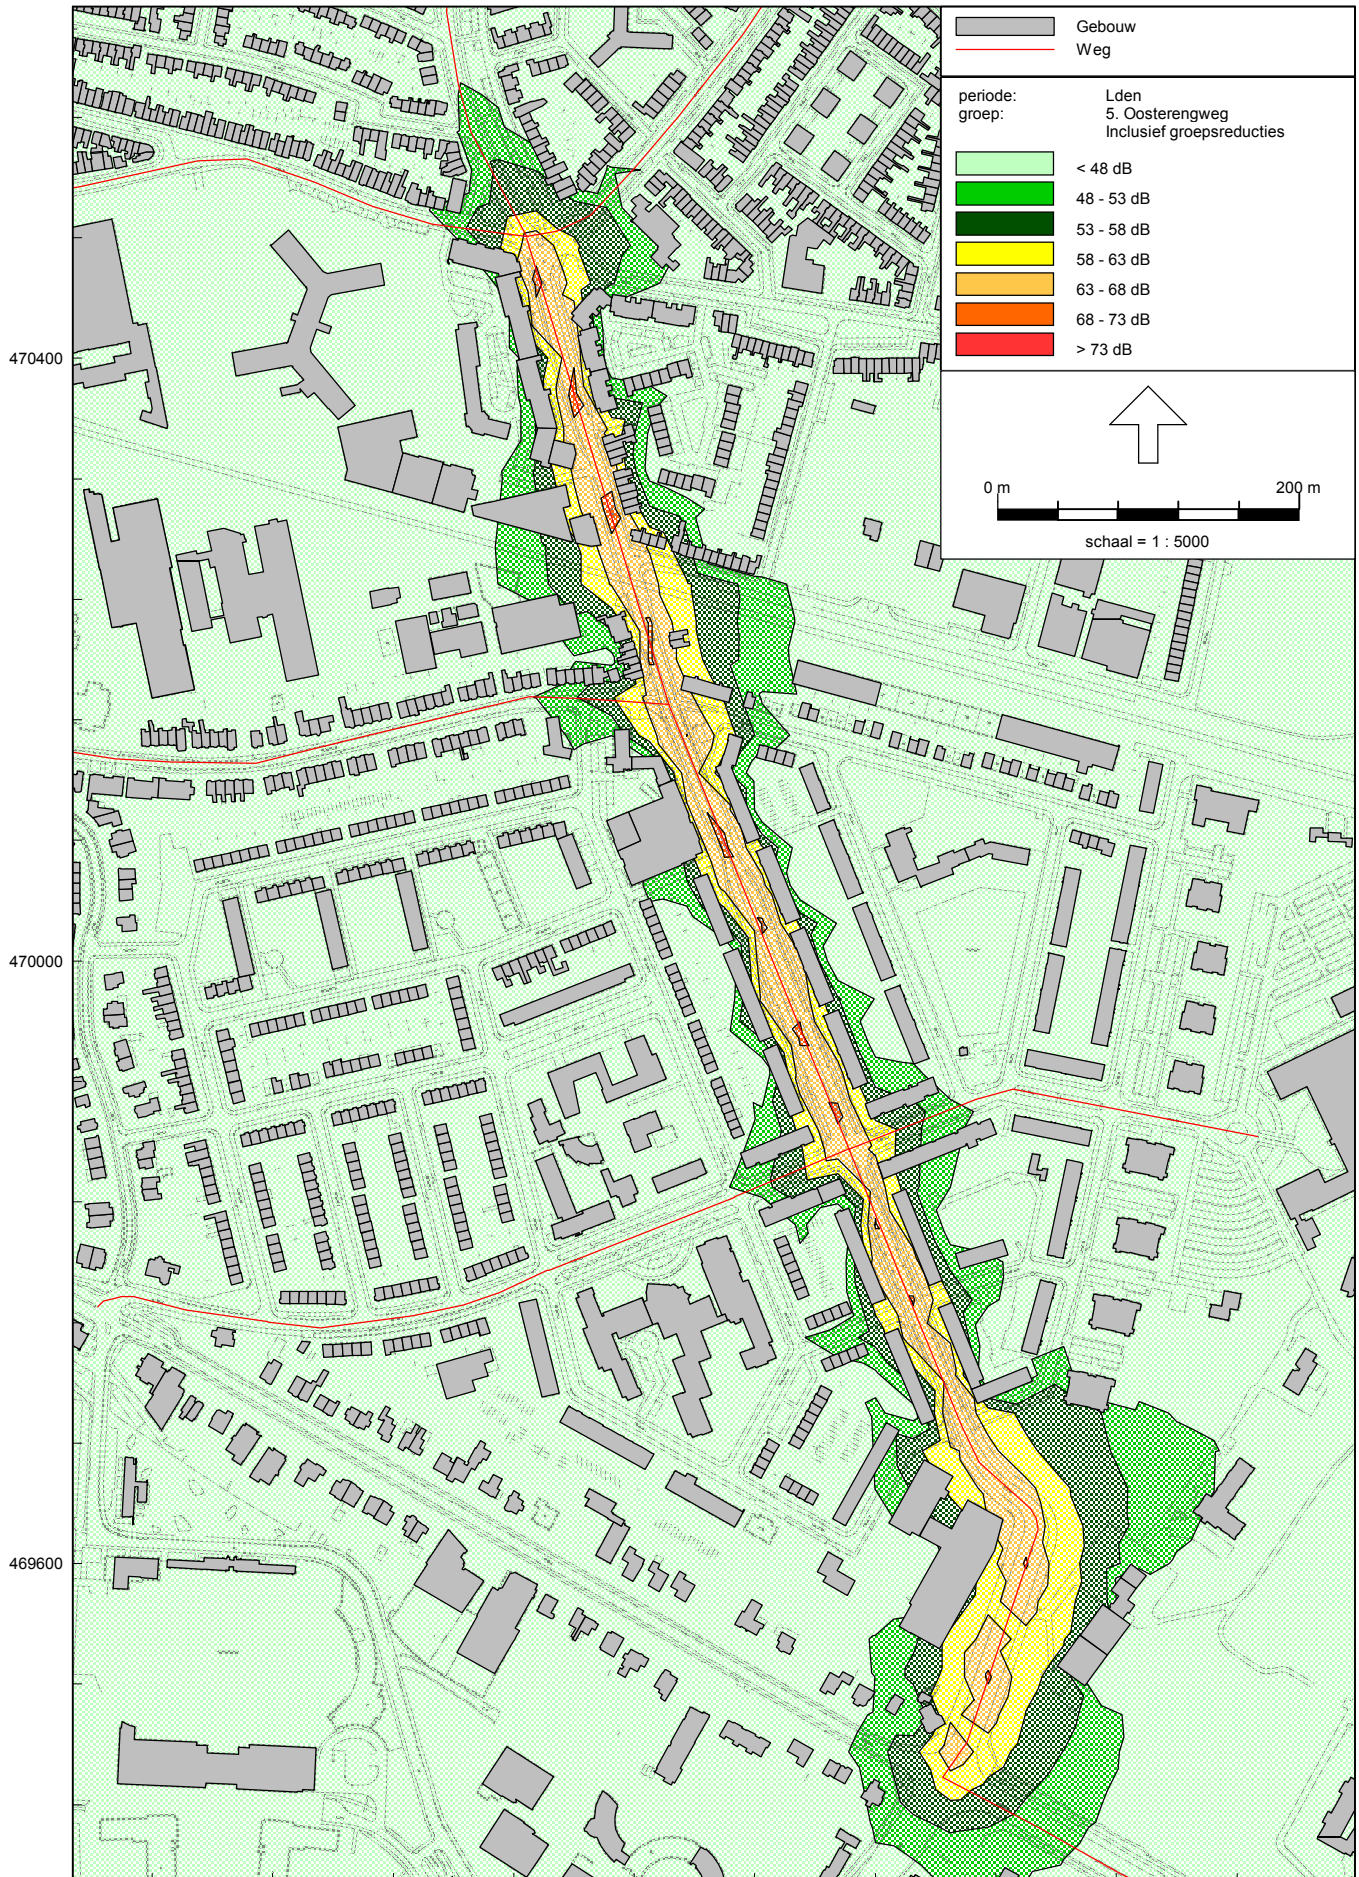 Gebouw
Weg
periode: Lden
groep: 5. Oosterengweg
Inclusief groepsreducties
< 48 dB
48 - 53 dB
53 - 58 dB
58 - 63 dB
63 - 68 dB
68 - 73 dB
> 73 dB
0 m 200 m
schaal = 1 : 5000
470400
470000
469600